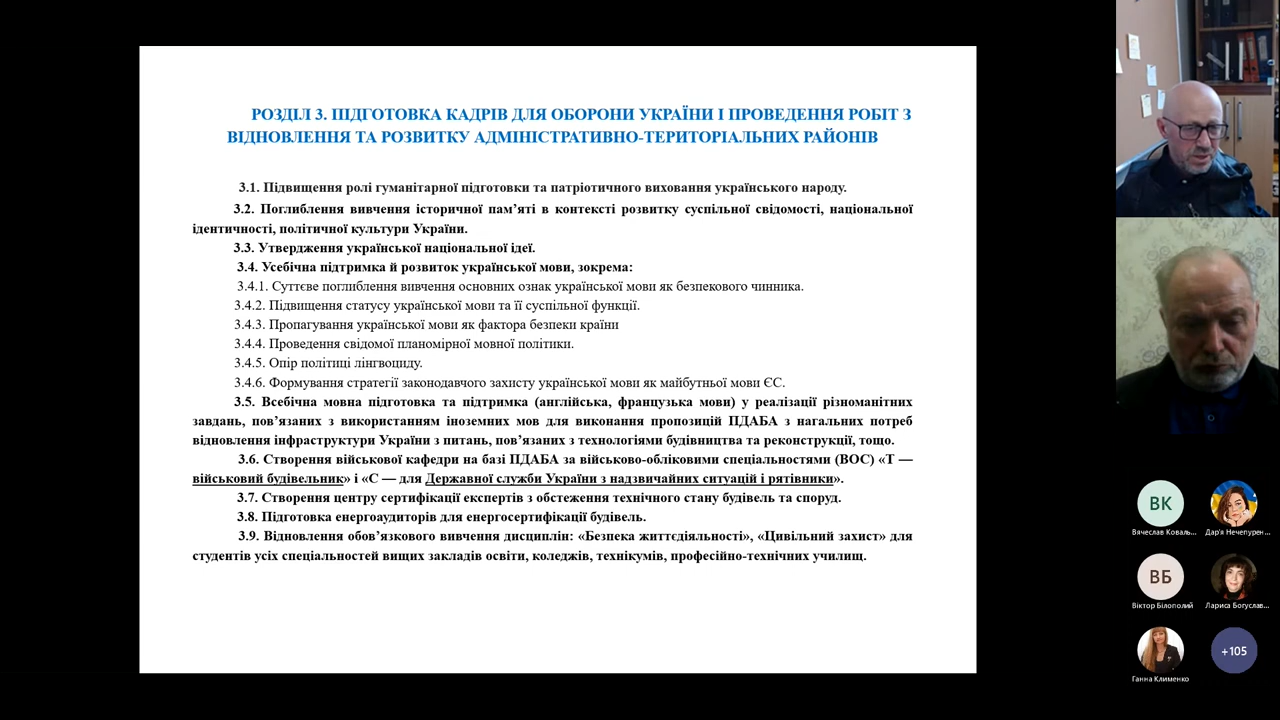 РОЗДІЛ 3. ПІДГОТОВКА КАДРІВ ДЛЯ ОБОРОНИ УКРАЇНИ І ПРОВЕДЕННЯ РОБІТ З
ВІДНОВЛЕННЯ ТА РОЗВИТКУ АДМІНІСТРАТИВНО-ТЕРИТОРІАЛЬНИХ РАЙОНІВ
3.1. Підвищення ролі гуманітарної підготовки та патріотичного виховання українського народу.
3.2. Поглиблення вивчення історичної пам’яті в контексті розвитку суспільної свідомості, національної
ідентичності, політичної культури України.
3.3. Утвердження української національної ідеї.
3.4. Усебічна підтримка й розвиток української мови, зокрема:
3.4.1. Суттєве поглиблення вивчення основних ознак української мови як безпекового чинника.
3.4.2. Підвищення статусу української мови та її суспільної функції.
3.4.3. Пропагування української мови як фактора безпеки країни
3.4.4. Проведення свідомої планомірної мовної політики.
3.4.5. Опір політиці лінгвоциду.
3.4.6. Формування стратегії законодавчого захисту української мови як майбутньої мови ЄС.
3.5. Всебічна мовна підготовка та підтримка (англійська, французька мови) у реалізації різноманітних
завдань, пов’язаних з використанням іноземних мов для виконання пропозицій ПДАБА з нагальних потреб
відновлення інфраструктури України з питань, пов’язаних з технологіями будівництва та реконструкції, тощо.
3.6. Створення військової кафедри на базі ПДАБА за військово-обліковими спеціальностями (ВОС) «Т —
військовий будівельник» і «С — для Державної служби України з надзвичайних ситуацій і рятівники».
3.7. Створення центру сертифікації експертів з обстеження технічного стану будівель та споруд.
3.8. Підготовка енергоаудиторів для енергосертифікації будівель.
3.9. Відновлення обов’язкового вивчення дисциплін: «Безпека життєдіяльності», «Цивільний захист» для
студентів усіх спеціальностей вищих закладів освіти, коледжів, технікумів, професійно-технічних училищ.
ВК
Вячеслав Коваль... Дар'я Нечепурен...
ВБ
Віктор Білополий Лариса Богуслав...
+105
Ганна Клименко